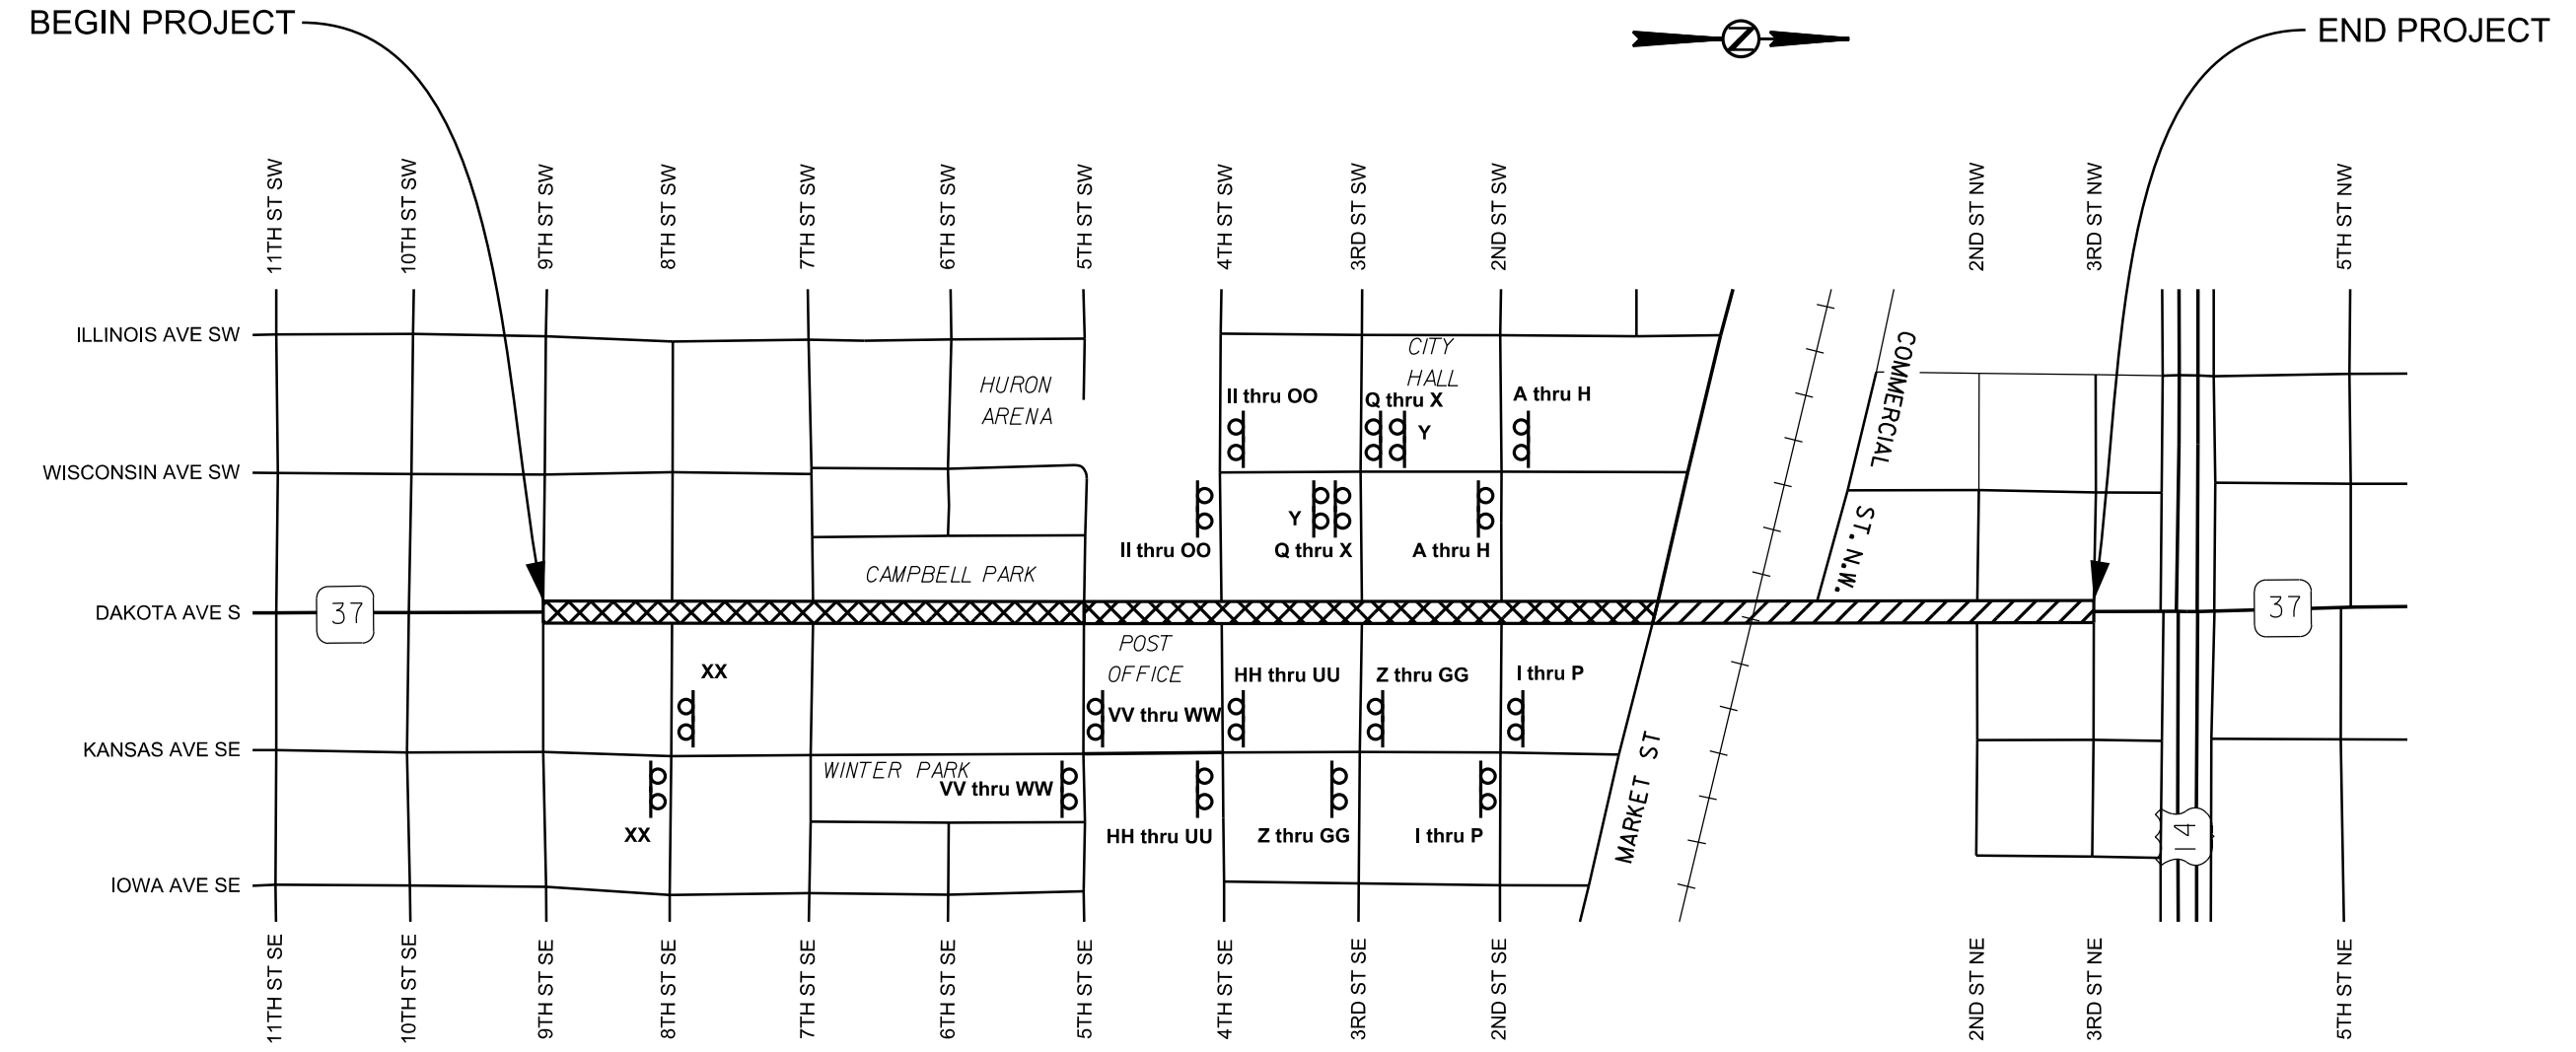 BEGIN PROJECT
END PROJECT
Z
11TH ST SW
10TH ST SW
9TH ST SW
8TH ST SW
7TH ST SW
6TH ST SW
5TH ST SW
4TH ST SW
3RD ST SW
2ND ST SW
2ND ST NW
3RD ST NW
5TH ST NW
ILLINOIS AVE SW
HURON
ARENA
CITY
HALL
II thru OO
Q thru X
Y
A thru H
COMMERCIAL
ST. N.W.
WISCONSIN AVE SW
Y
II thru OO
Q thru X
A thru H
CAMPBELL PARK
DAKOTA AVE S
37
37
POST
OFFICE
XX
HH thru UU
Z thru GG
I thru P
VV thru WW
KANSAS AVE SE
WINTER PARK
VV thru WW
MARKET ST
XX
HH thru UU
Z thru GG
I thru P
14
IOWA AVE SE
11TH ST SE
10TH ST SE
9TH ST SE
8TH ST SE
7TH ST SE
6TH ST SE
5TH ST SE
4TH ST SE
3RD ST SE
2ND ST SE
2ND ST NE
3RD ST NE
5TH ST NE